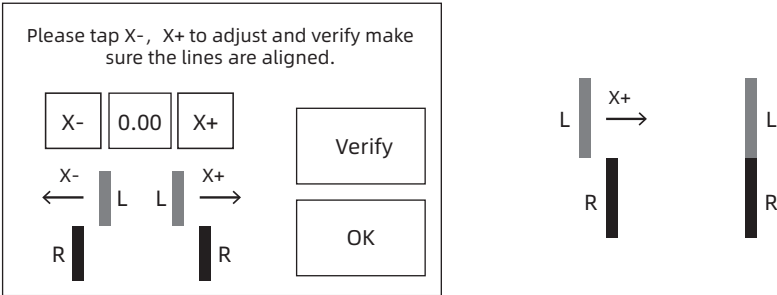 Please tap X-, X+ to adjust and verify make
sure the lines are aligned.
X- 0.00 X+
Verify
X- X+
L L
R R
OK
X+
L L
R R